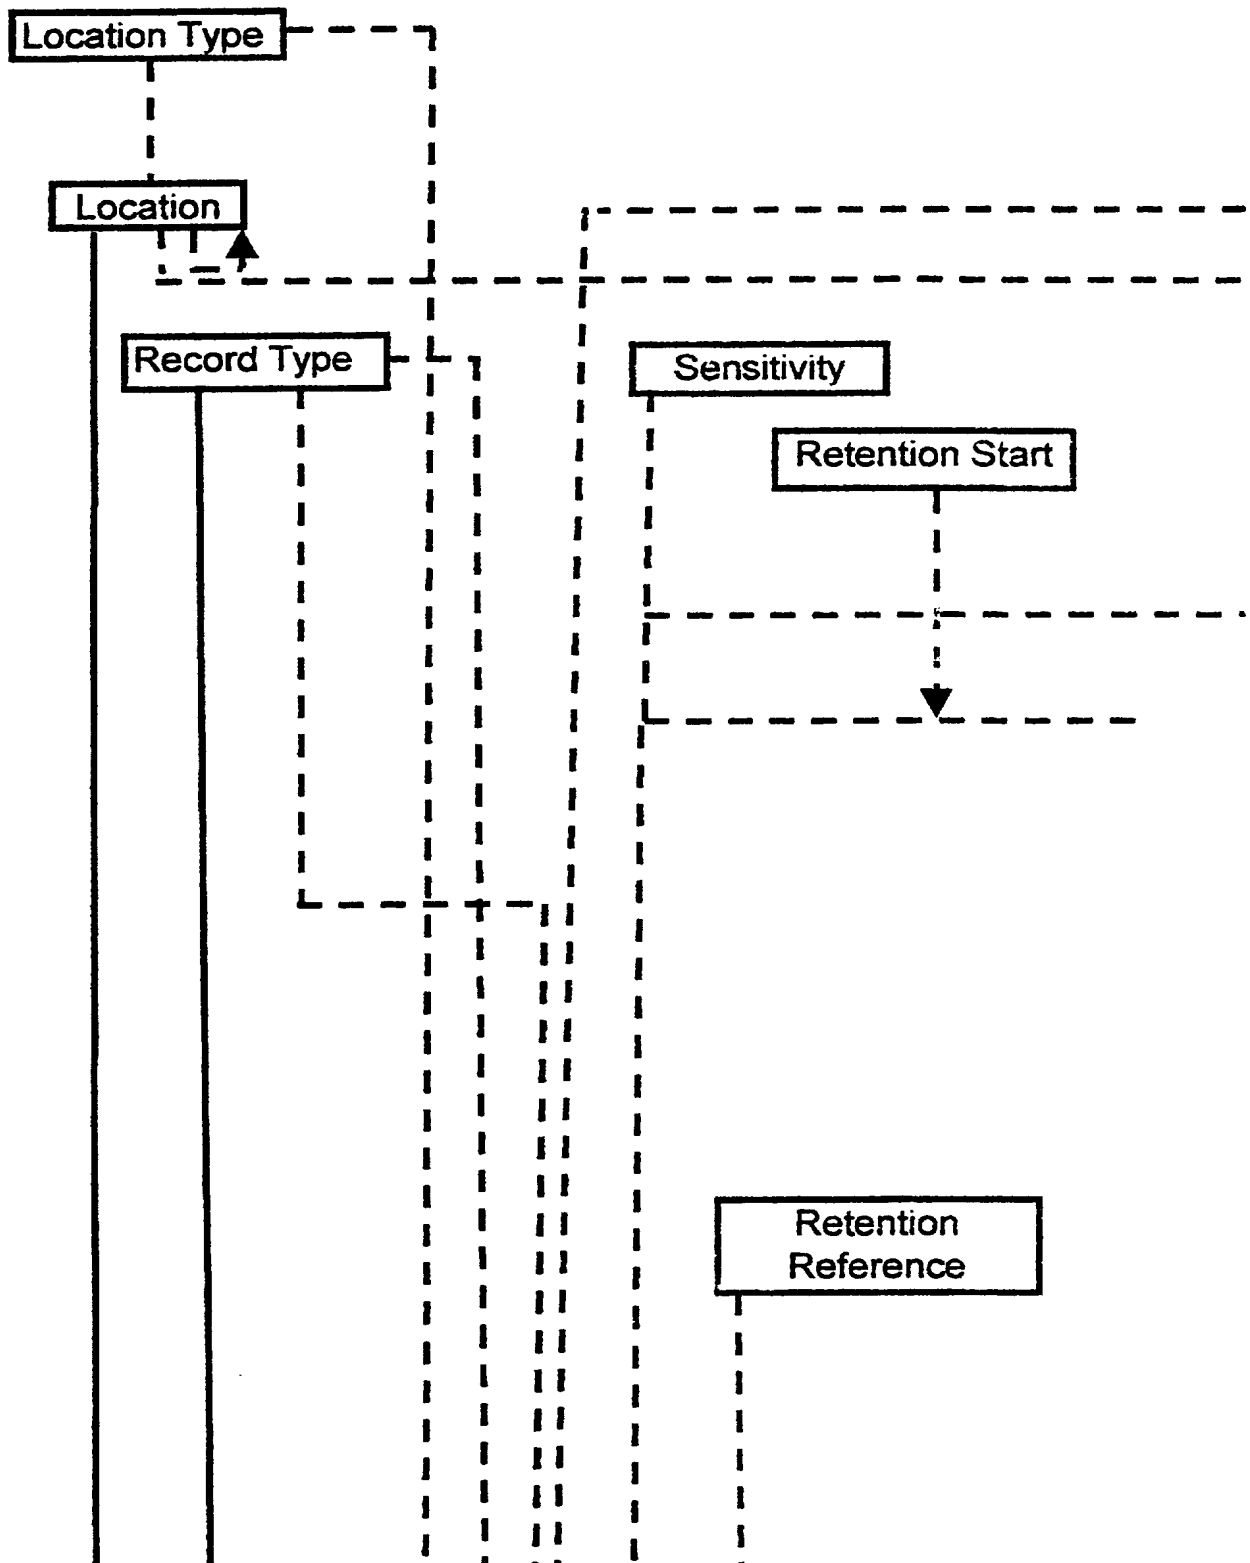 Location Type
Location
Record Type
Sensitivity
Retention Start
Retention
Reference